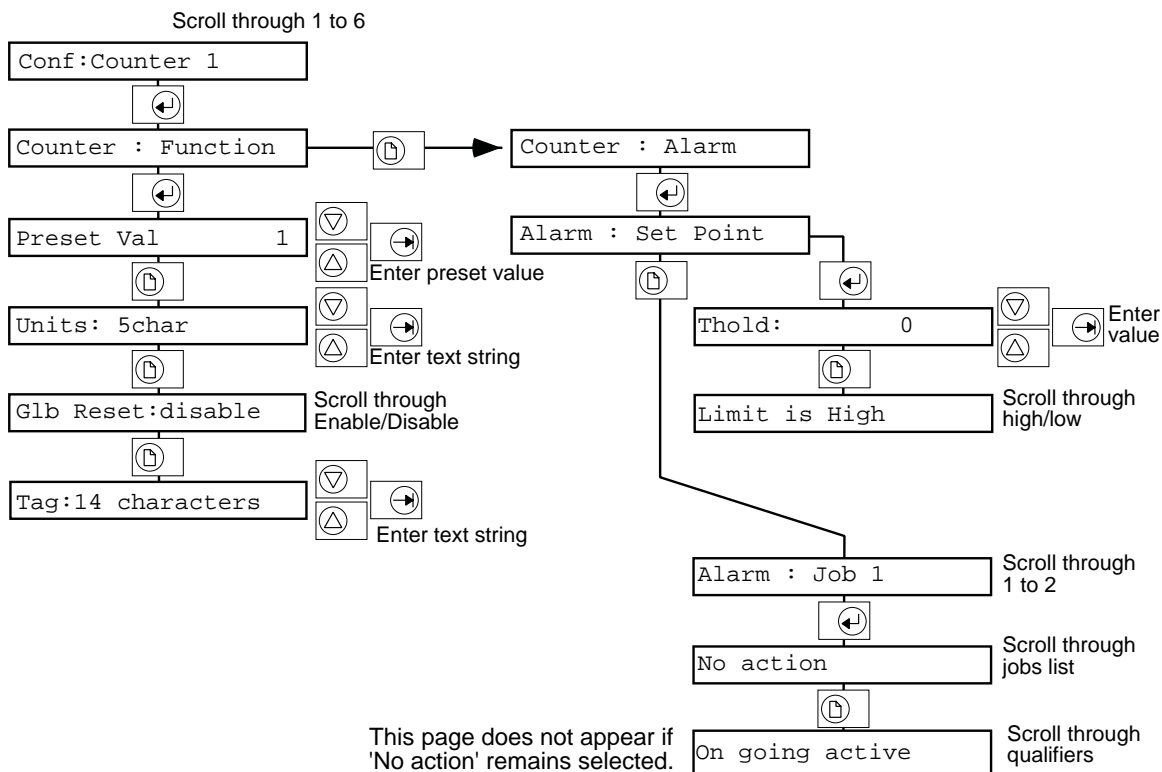 Scroll through 1 to 6
Conf:Counter 1
Counter : Function
Counter : Alarm
Preset Val 1
Enter preset value
Alarm : Set Point
Units: 5char
Enter text string
Thold: 0
Enter
value
Glb Reset:disable
Scroll through
Enable/Disable
Limit is High
Scroll through
high/low
Tag:14 characters
Enter text string
Alarm : Job 1
Scroll through
1 to 2
No action
Scroll through
jobs list
This page does not appear if
'No action' remains selected.
On going active
Scroll through
qualifiers